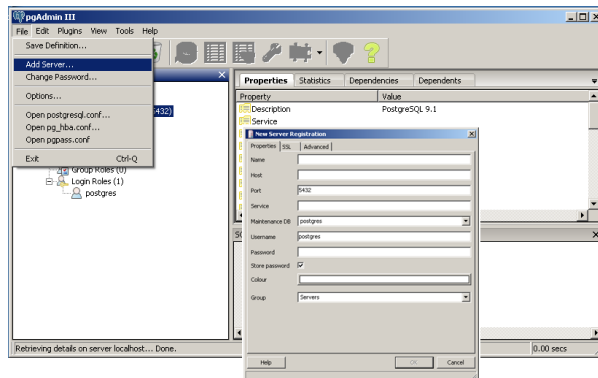 pgAdmin III
File Edit Plugins View Tools Help
Save Definition...
Add Server...
Change Password...
Options...
Open postgresql.conf...
Open pg_hba.conf...
Open pgpass.conf
Exit Ctrl-Q
5432)
Group Roles (0)
Login Roles (1)
postgres
Properties Statistics Dependencies Dependents
Property Value
Description PostgreSQL 9.1
Service
New Server Registration
Properties SSL Advanced
Name
Host
Port 5432
Service
Maintenance DB postgres
Username postgres
Password
Store password
Colour
Group Servers
Help OK Cancel
Retrieving details on server localhost... Done.
0.00 secs